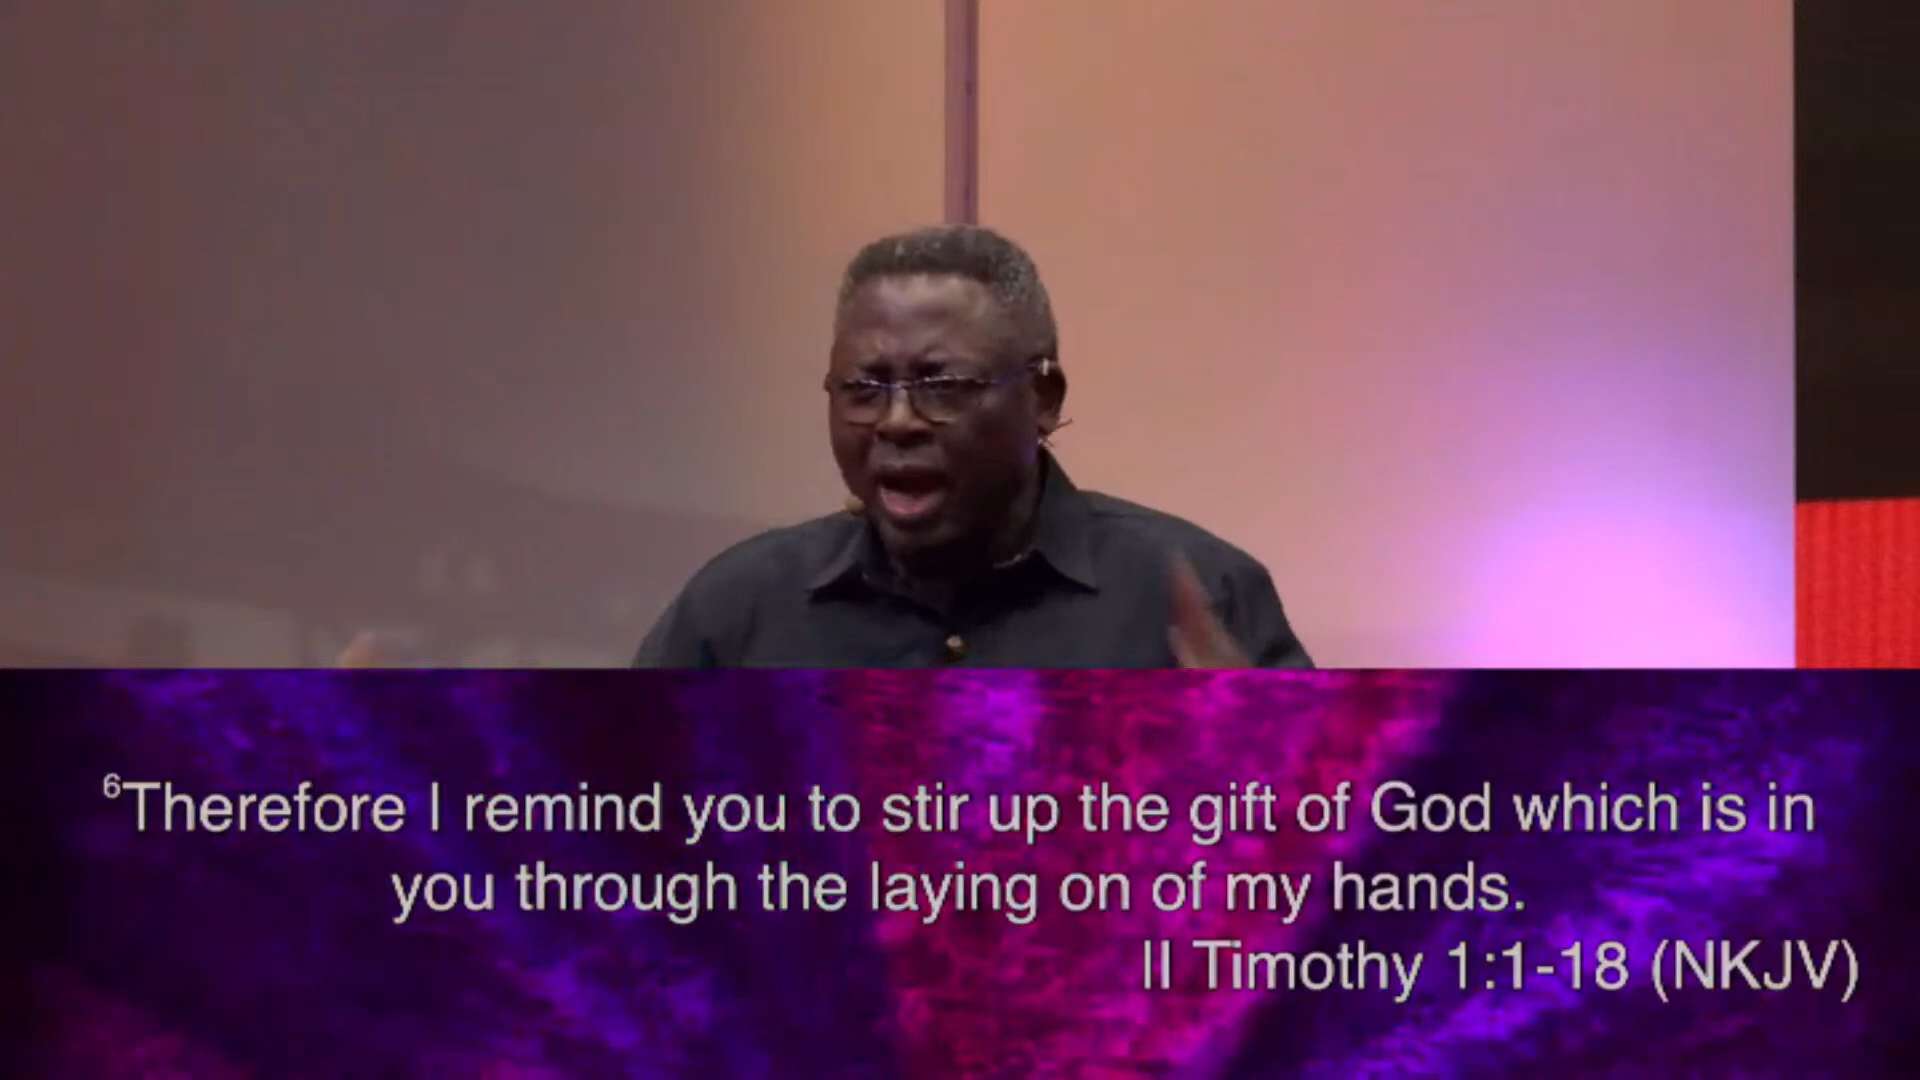 ⁶Therefore I remind you to stir up the gift of God which is in
you through the laying on of my hands.
II Timothy 1:1-18 (NKJV)